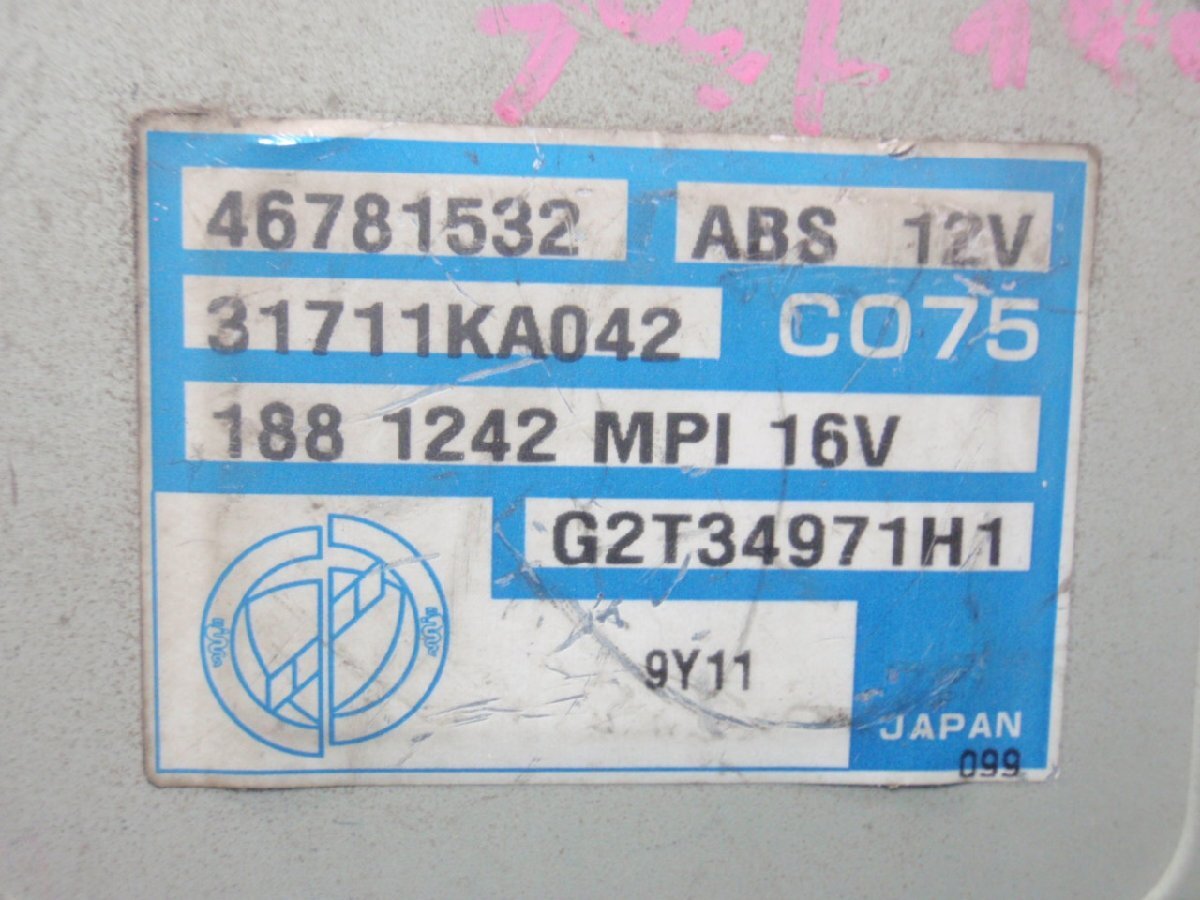 46781532 ABS 12V
31711KA042 C075
188 1242 MPI 16V
G2T34971H1
9Y11
JAPAN
099